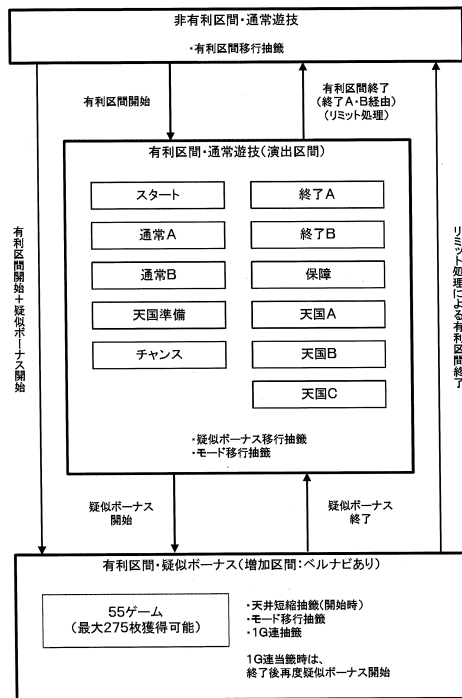 非有利区間・通常遊技
・有利区間移行抽籤
有利区間開始
有利区間終了
(終了A・B経由)
(リミット処理)
有利区間・通常遊技(演出区間)
スタート
終了A
通常A
終了B
通常B
保障
天国準備
天国A
チャンス
天国B
天国C
・疑似ボーナス移行抽籤
・モード移行抽籤
有利区間開始+疑似ボーナス開始
リミット処理による有利区間終了
疑似ボーナス
開始
疑似ボーナス
終了
有利区間・疑似ボーナス(増加区間:ベルナビあり)
55ゲーム
(最大275枚獲得可能)
・天井短縮抽籤(開始時)
・モード移行抽籤
・1G連抽籤
1G連当籤時は、
終了後再度疑似ボーナス開始